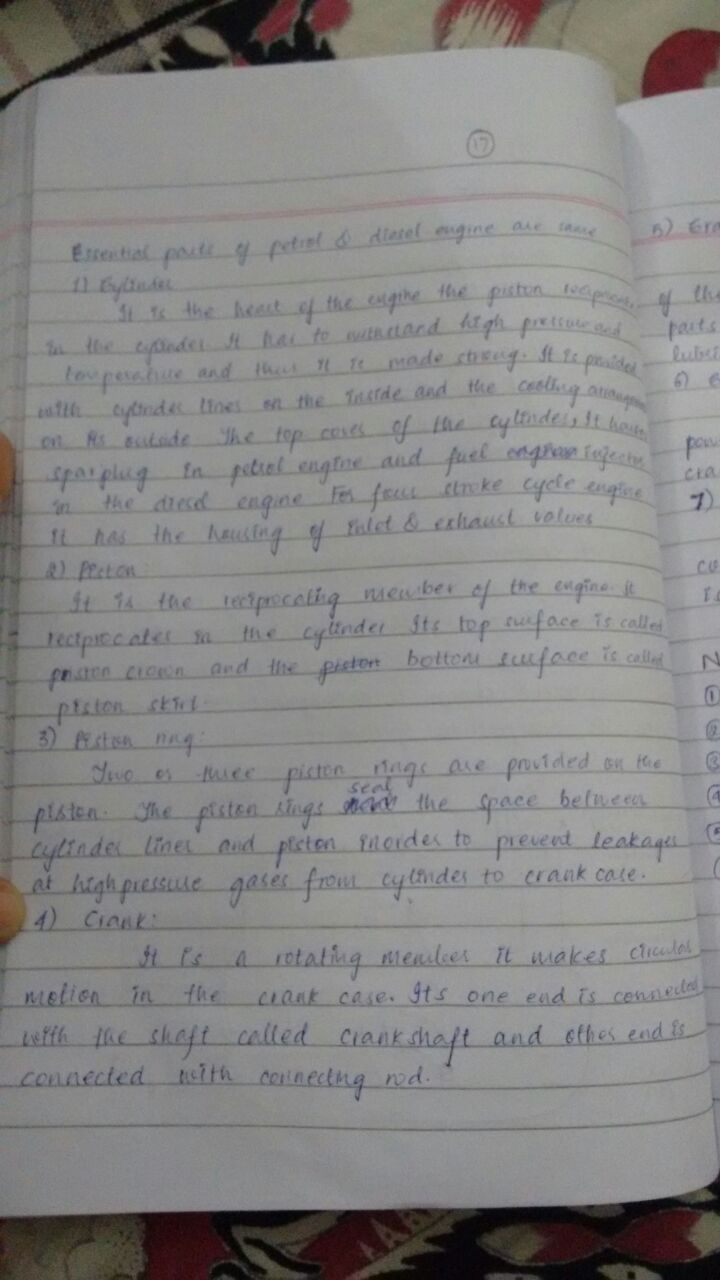 17
Essential parts of petrol & diesel engine are same
1) Cylinder
It is the heart of the engine the piston reciprocates
in the cylinder It has to withstand high pressure and
temperature and thus it is made strong. It is provided
with cylinder lines on the inside and the cooling arrangement
on its outside The top cover of the cylinder, It houses
sparplug in petrol engine and fuel injector
in the diesel engine For four stroke cycle engine
it has the housing of inlet & exhaust valves
2) Piston
It is the reciprocating member of the engine. It
reciprocates in the cylinder Its top surface is called
piston crown and the piston bottom surface is called
piston skirt.
3) Piston ring:
Two or three piston rings are provided on the
piston. The piston rings seal the space between
cylinder liner and piston inorder to prevent leakages
at high pressure gases from cylinder to crank case.
4) Crank:
It is a rotating member it makes circular
motion in the crank case. Its one end is connected
with the shaft called crankshaft and other end is
connected with connecting rod.
5)
of the
parts
6)
pow
cra
7)
N
1
2
3
4
5